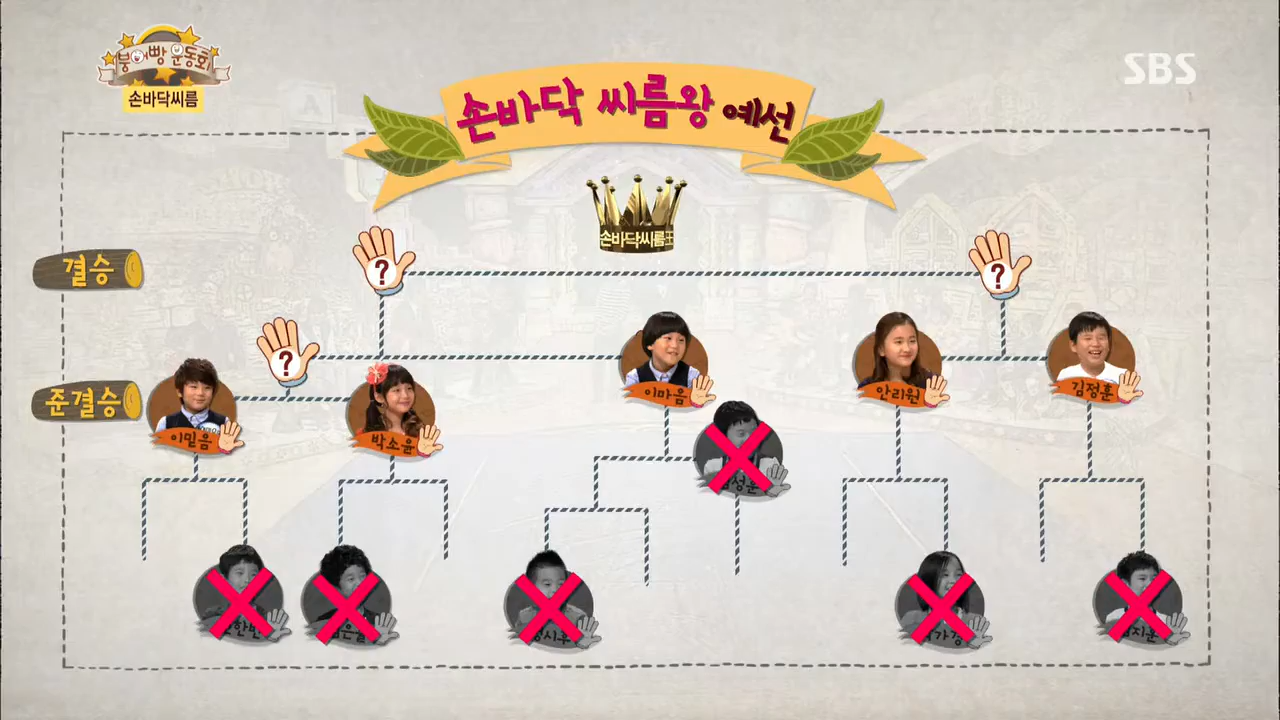 붕어빵 운동회
손바닥씨름
SBS
손바닥 씨름왕 예선
손바닥씨름王
결승
?
?
?
준결승
이믿음
박소윤
이마음
안리원
김정훈